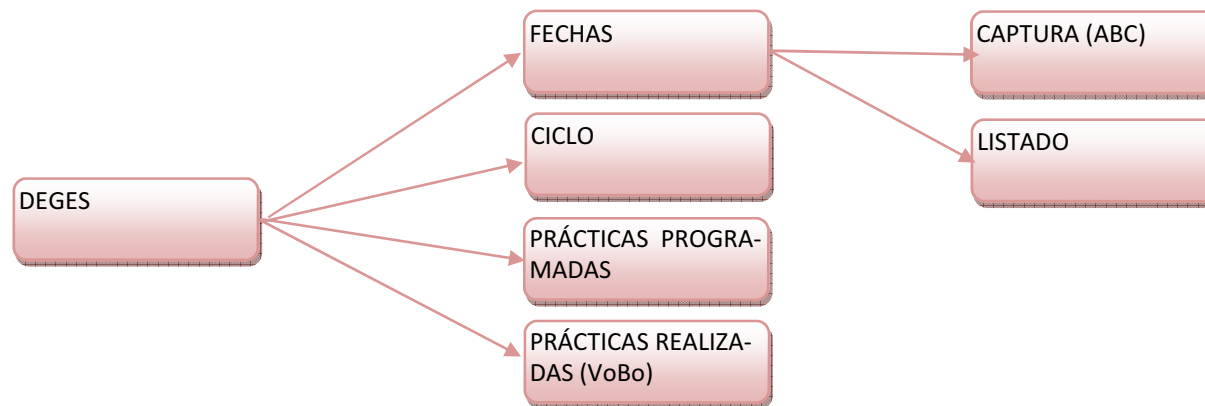 FECHAS
CAPTURA (ABC)
CICLO
LISTADO
DEGES
PRÁCTICAS PROGRA-
MADAS
PRÁCTICAS REALIZA-
DAS (VoBo)